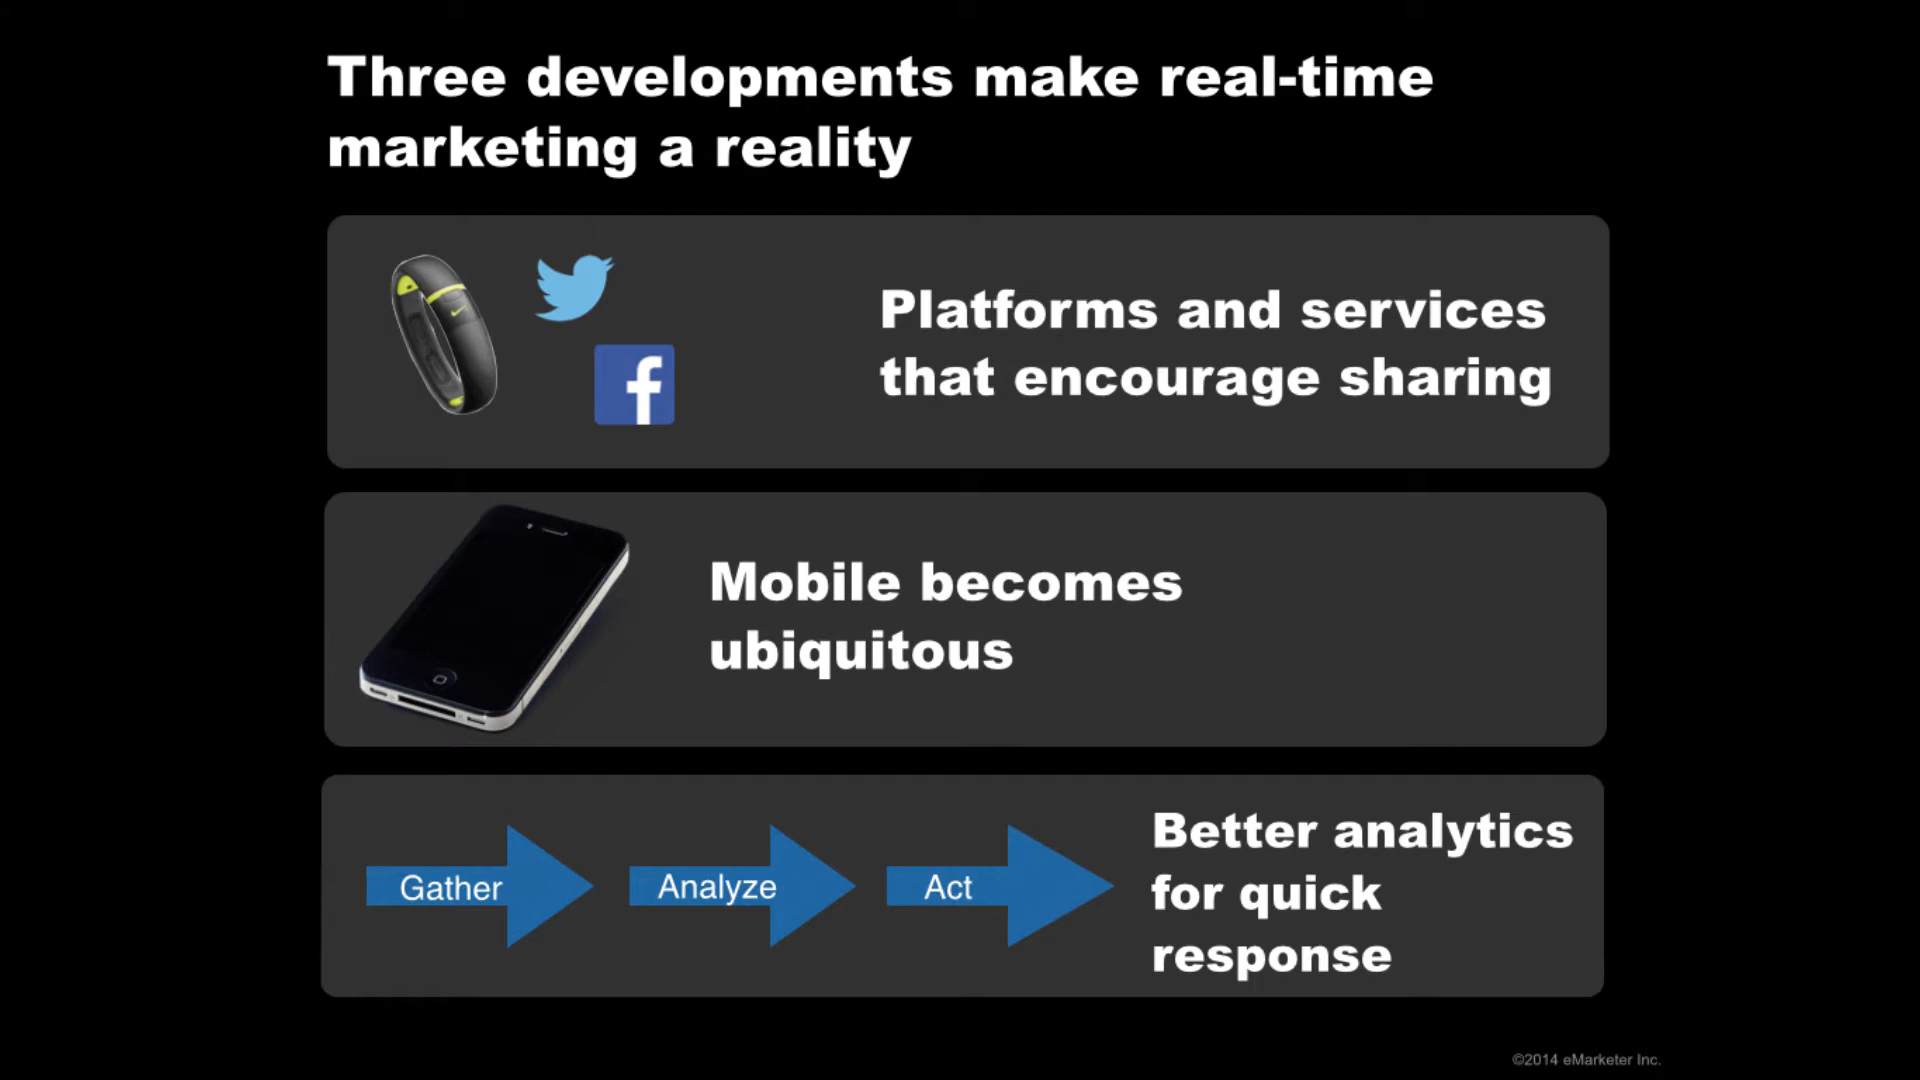 Three developments make real-time
marketing a reality
Platforms and services
that encourage sharing
Mobile becomes
ubiquitous
Gather
Analyze
Act
Better analytics
for quick
response
©2014 eMarketer Inc.